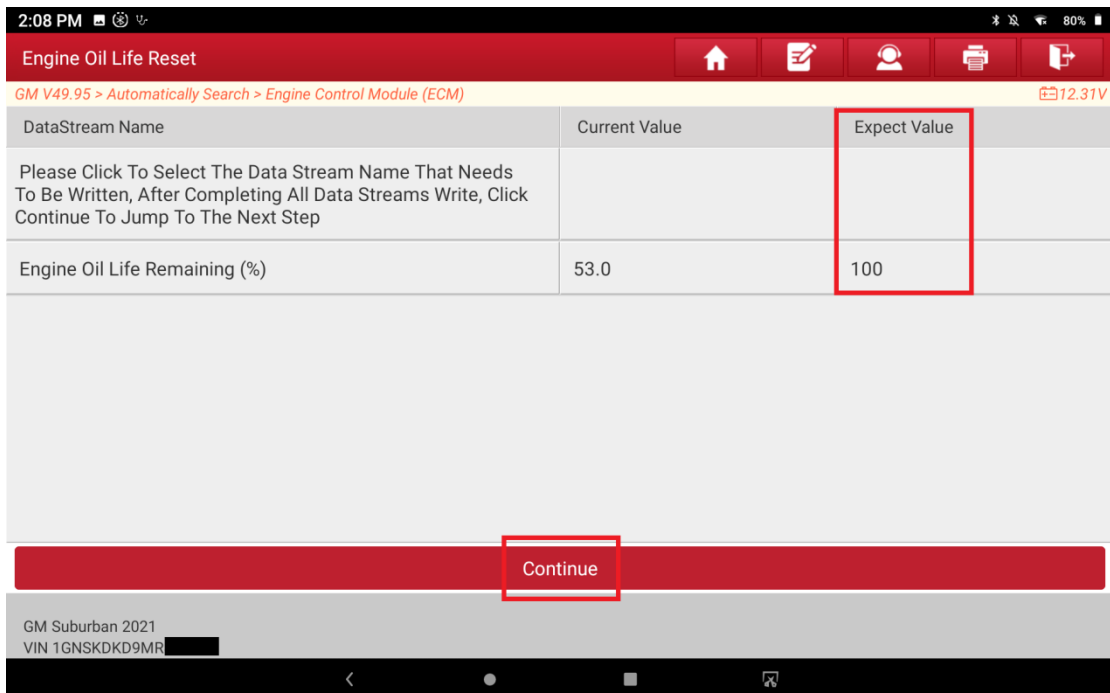 2:08 PM 80%
Engine Oil Life Reset
GM V49.95 > Automatically Search > Engine Control Module (ECM) 12.31V
DataStream Name Current Value Expect Value
Please Click To Select The Data Stream Name That Needs
To Be Written, After Completing All Data Streams Write, Click
Continue To Jump To The Next Step
Engine Oil Life Remaining (%) 53.0 100
Continue
GM Suburban 2021
VIN 1GNSKDKD9MR